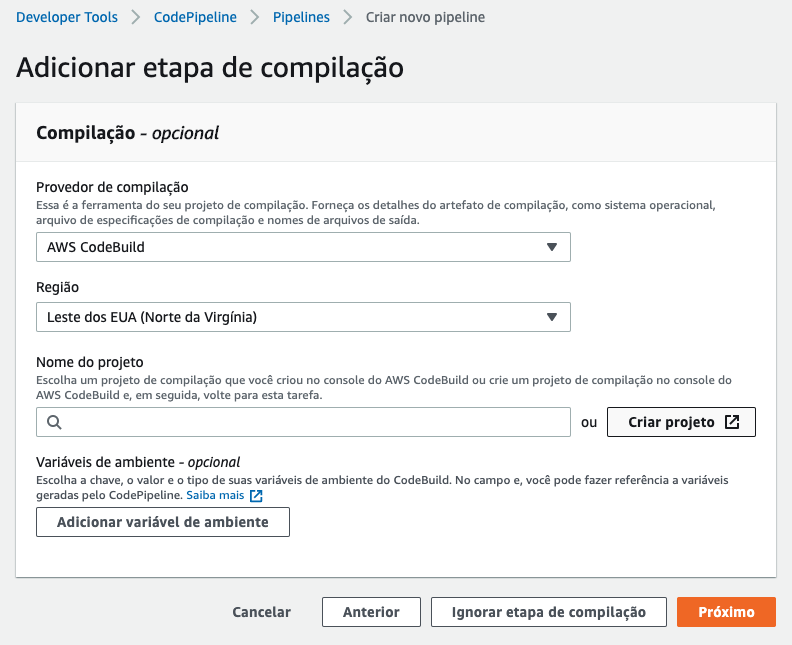 Developer Tools > CodePipeline > Pipelines > Criar novo pipeline
Adicionar etapa de compilação
Compilação - opcional
Provedor de compilação
Essa é a ferramenta do seu projeto de compilação. Forneça os detalhes do artefato de compilação, como sistema operacional,
arquivo de especificações de compilação e nomes de arquivos de saída.
AWS CodeBuild
Região
Leste dos EUA (Norte da Virgínia)
Nome do projeto
Escolha um projeto de compilação que você criou no console do AWS CodeBuild ou crie um projeto de compilação no console do
AWS CodeBuild e, em seguida, volte para esta tarefa.
ou Criar projeto
Variáveis de ambiente - opcional
Escolha a chave, o valor e o tipo de suas variáveis de ambiente do CodeBuild. No campo e, você pode fazer referência a variáveis
geradas pelo CodePipeline. Saiba mais
Adicionar variável de ambiente
Cancelar Anterior Ignorar etapa de compilação Próximo